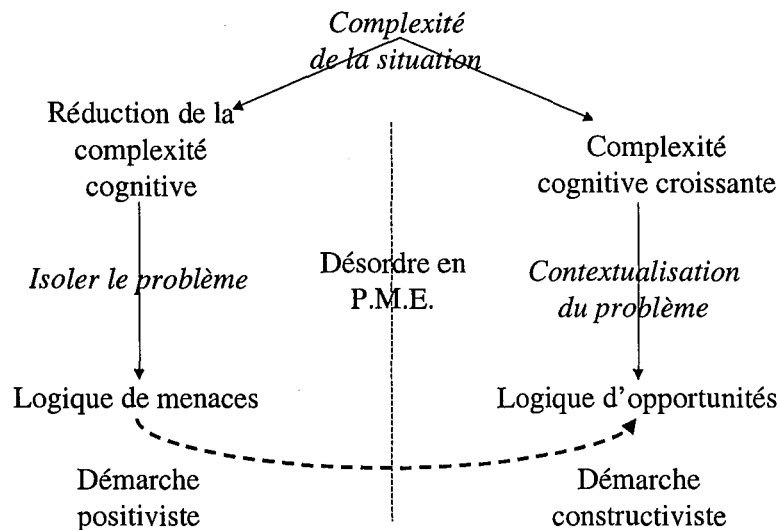 Complexité
de la situation
Réduction de la
complexité
cognitive
Complexité
cognitive croissante
Isoler le problème
Désordre en
P.M.E.
Contextualisation
du problème
Logique de menaces
Logique d'opportunités
Démarche
positiviste
Démarche
constructiviste